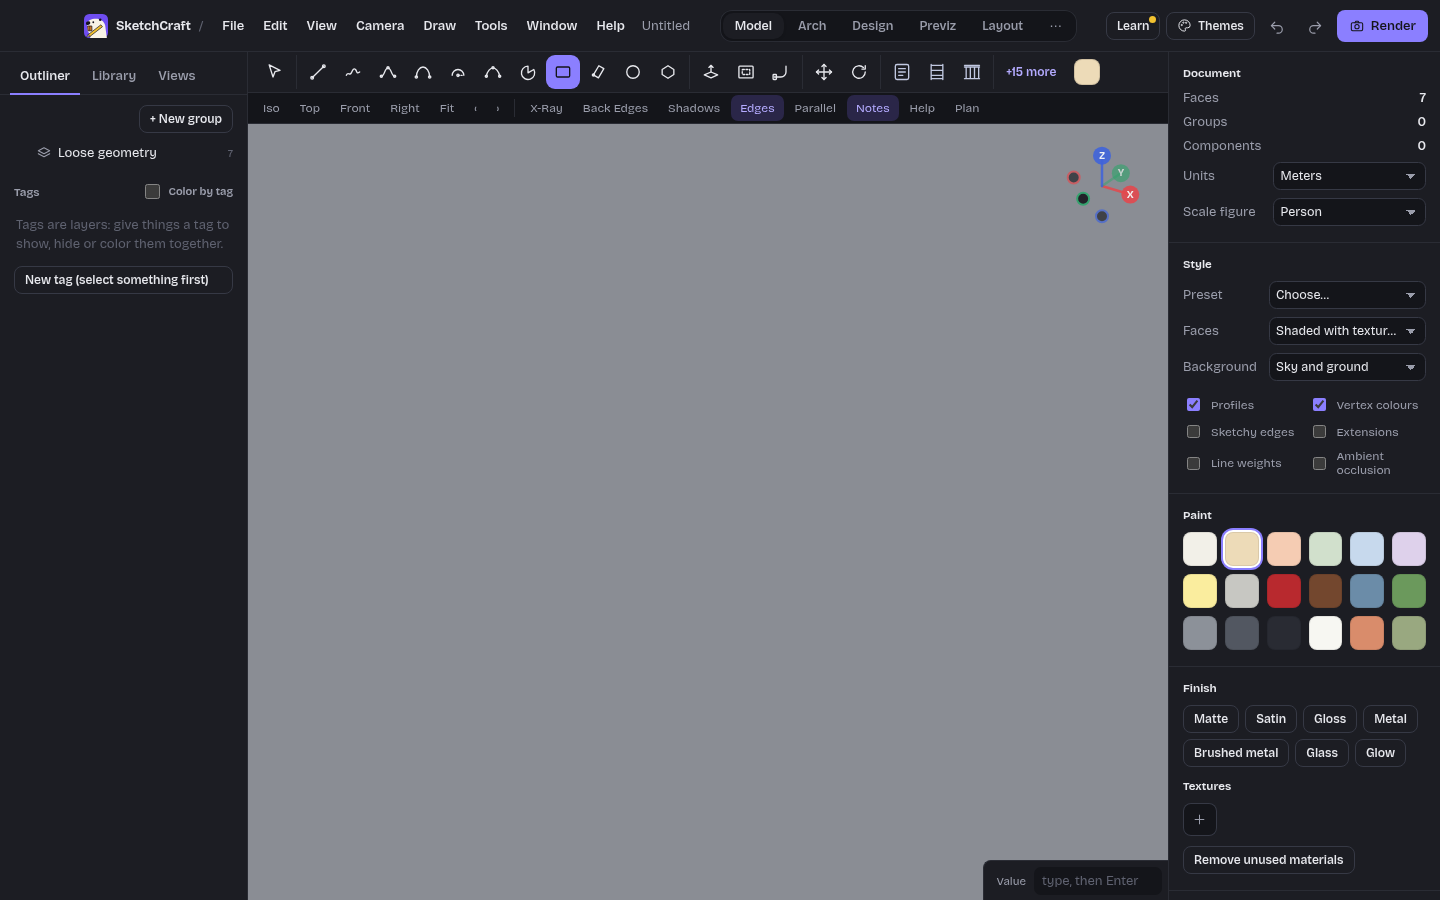 SketchCraft / File Edit View Camera Draw Tools Window Help Untitled Model Arch Design Previz Layout ... Learn Themes Render
Outliner Library Views
+ New group
Loose geometry 7
Tags Color by tag
Tags are layers: give things a tag to
show, hide or color them together.
New tag (select something first)
+15 more
Iso Top Front Right Fit ‹ › X-Ray Back Edges Shadows Edges Parallel Notes Help Plan
Z
Y
X
Value type, then Enter
Document
Faces 7
Groups 0
Components 0
Units Meters
Scale figure Person
Style
Preset Choose...
Faces Shaded with textur...
Background Sky and ground
Profiles Vertex colours
Sketchy edges Extensions
Line weights Ambient
occlusion
Paint
Finish
Matte Satin Gloss Metal
Brushed metal Glass Glow
Textures
+
Remove unused materials